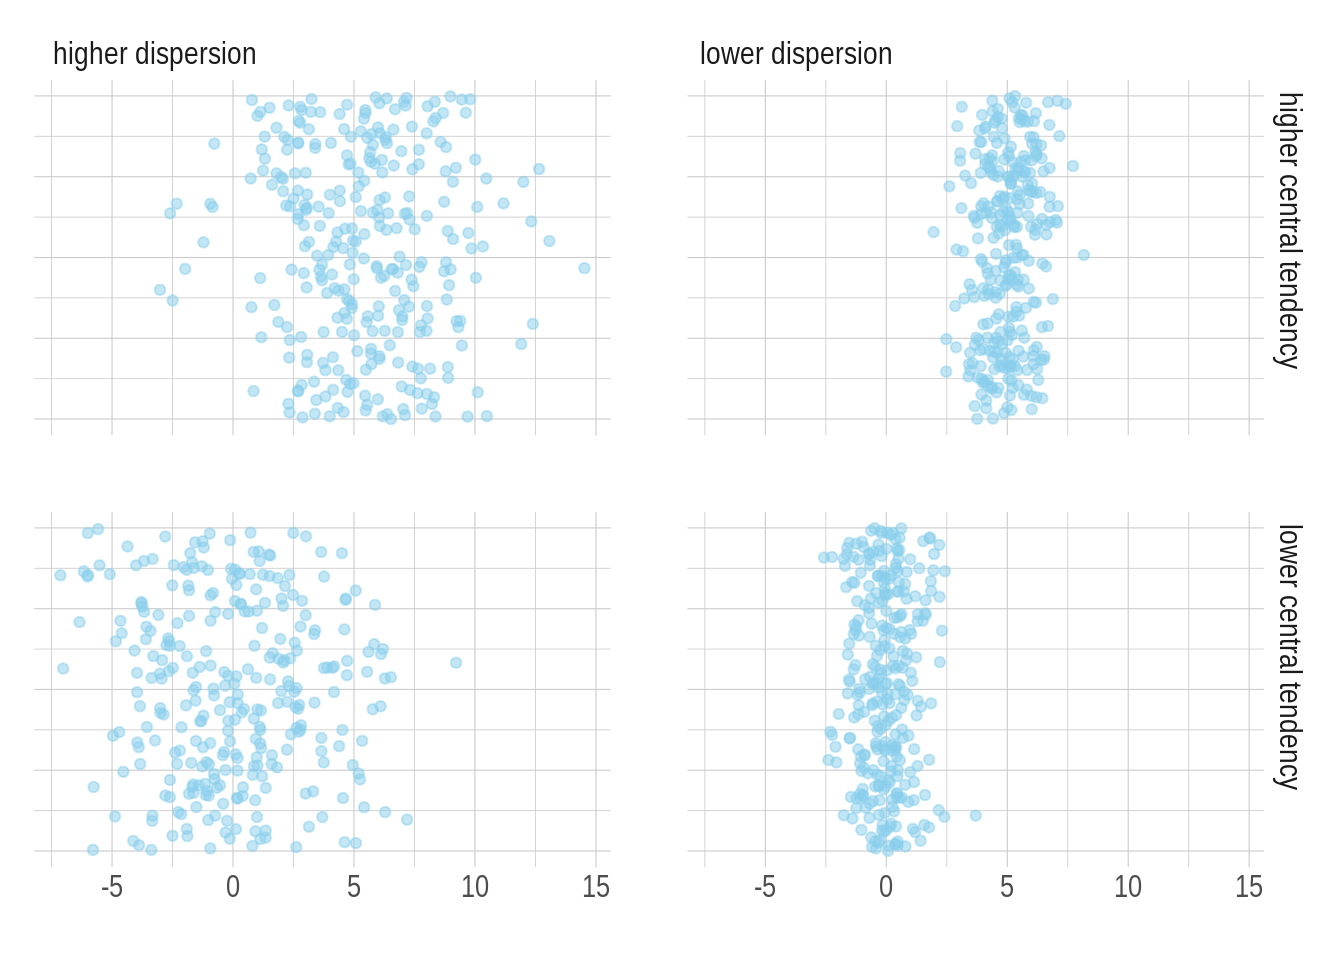 higher dispersion
lower dispersion
higher central tendency
lower central tendency
-5 0 5 10 15
-5 0 5 10 15